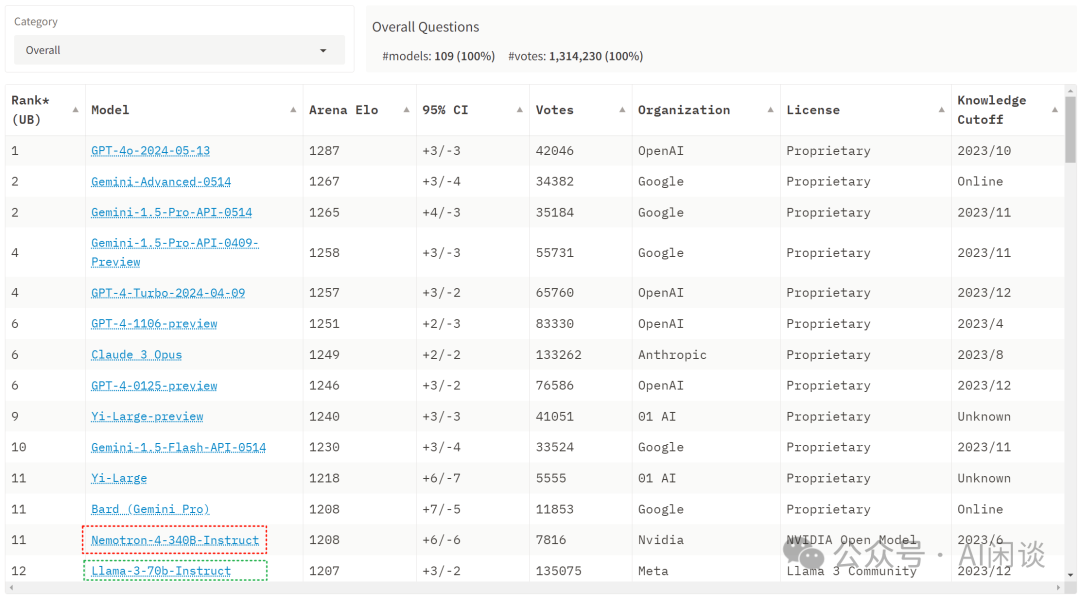 Category
Overall
Overall Questions
#models: 109 (100%) #votes: 1,314,230 (100%)
Rank* (UB) Model Arena Elo 95% CI Votes Organization License Knowledge Cutoff
1 GPT-4o-2024-05-13 1287 +3/-3 42046 OpenAI Proprietary 2023/10
2 Gemini-Advanced-0514 1267 +3/-4 34382 Google Proprietary Online
2 Gemini-1.5-Pro-API-0514 1265 +4/-3 35184 Google Proprietary 2023/11
4 Gemini-1.5-Pro-API-0409-Preview 1258 +3/-3 55731 Google Proprietary 2023/11
4 GPT-4-Turbo-2024-04-09 1257 +3/-2 65760 OpenAI Proprietary 2023/12
6 GPT-4-1106-preview 1251 +2/-3 83330 OpenAI Proprietary 2023/4
6 Claude 3 Opus 1249 +2/-2 133262 Anthropic Proprietary 2023/8
6 GPT-4-0125-preview 1246 +3/-2 76586 OpenAI Proprietary 2023/12
9 Yi-Large-preview 1240 +3/-3 41051 01 AI Proprietary Unknown
10 Gemini-1.5-Flash-API-0514 1230 +3/-4 33524 Google Proprietary 2023/11
11 Yi-Large 1218 +6/-7 5555 01 AI Proprietary Unknown
11 Bard (Gemini Pro) 1208 +7/-5 11853 Google Proprietary Online
11 Nemotron-4-340B-Instruct 1208 +6/-6 7816 Nvidia NVIDIA Open Model 2023/6
12 Llama-3-70b-Instruct 1207 +3/-2 135075 Meta Llama 3 Community 2023/12
公众号 · AI闲谈